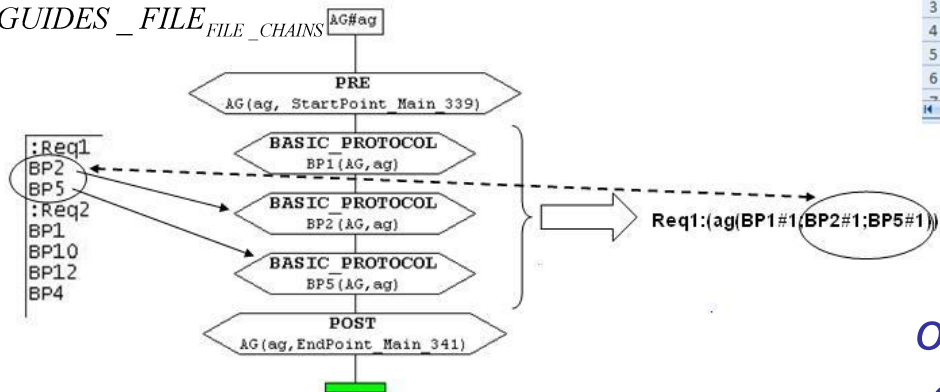 GUIDES _ FILE FILE _CHAINS
AG#ag
PRE
AG(ag, StartPoint_Main_339)
BASIC_PROTOCOL
BP1(AG,ag)
BASIC_PROTOCOL
BP2(AG,ag)
BASIC_PROTOCOL
BP5(AG,ag)
POST
AG(ag,EndPoint_Main_341)
:Req1
BP2
BP5
:Req2
BP1
BP10
BP12
BP4
Req1:(ag(BP1#1;BP2#1;BP5#1))
3
4
5
6